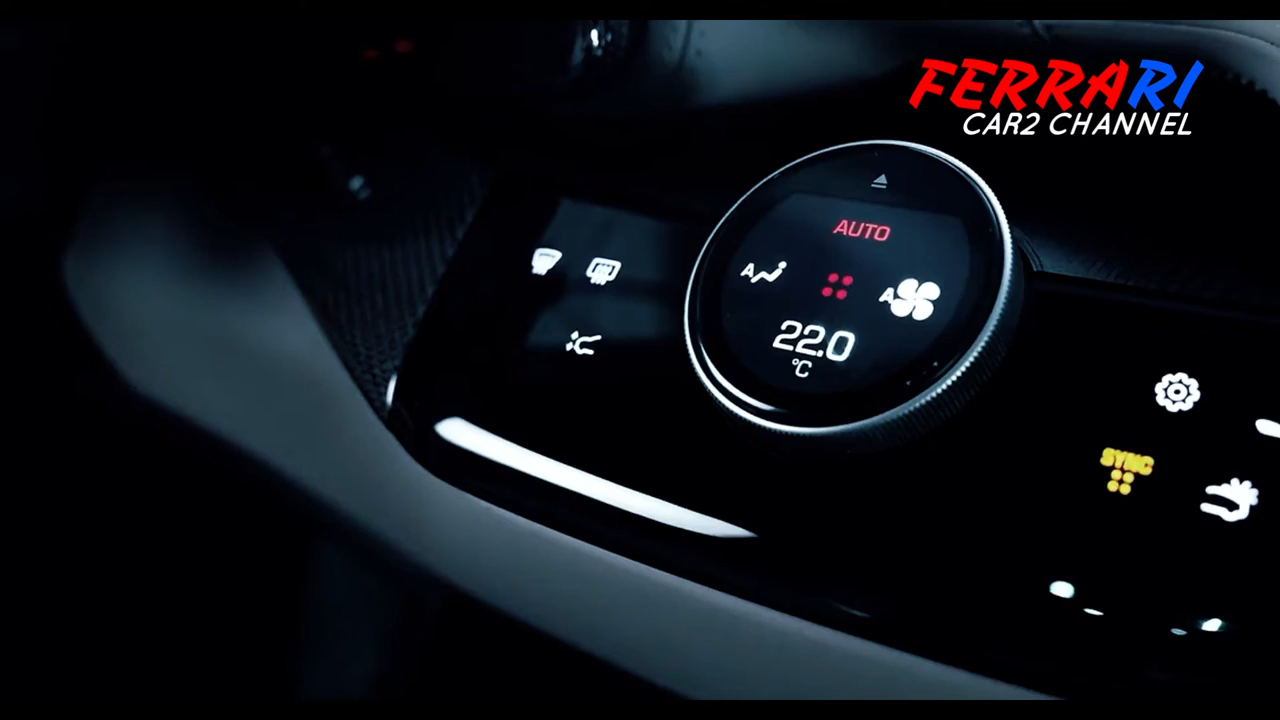 FERRARI
CAR2 CHANNEL
AUTO
A
A
22.0
°C
SYNC